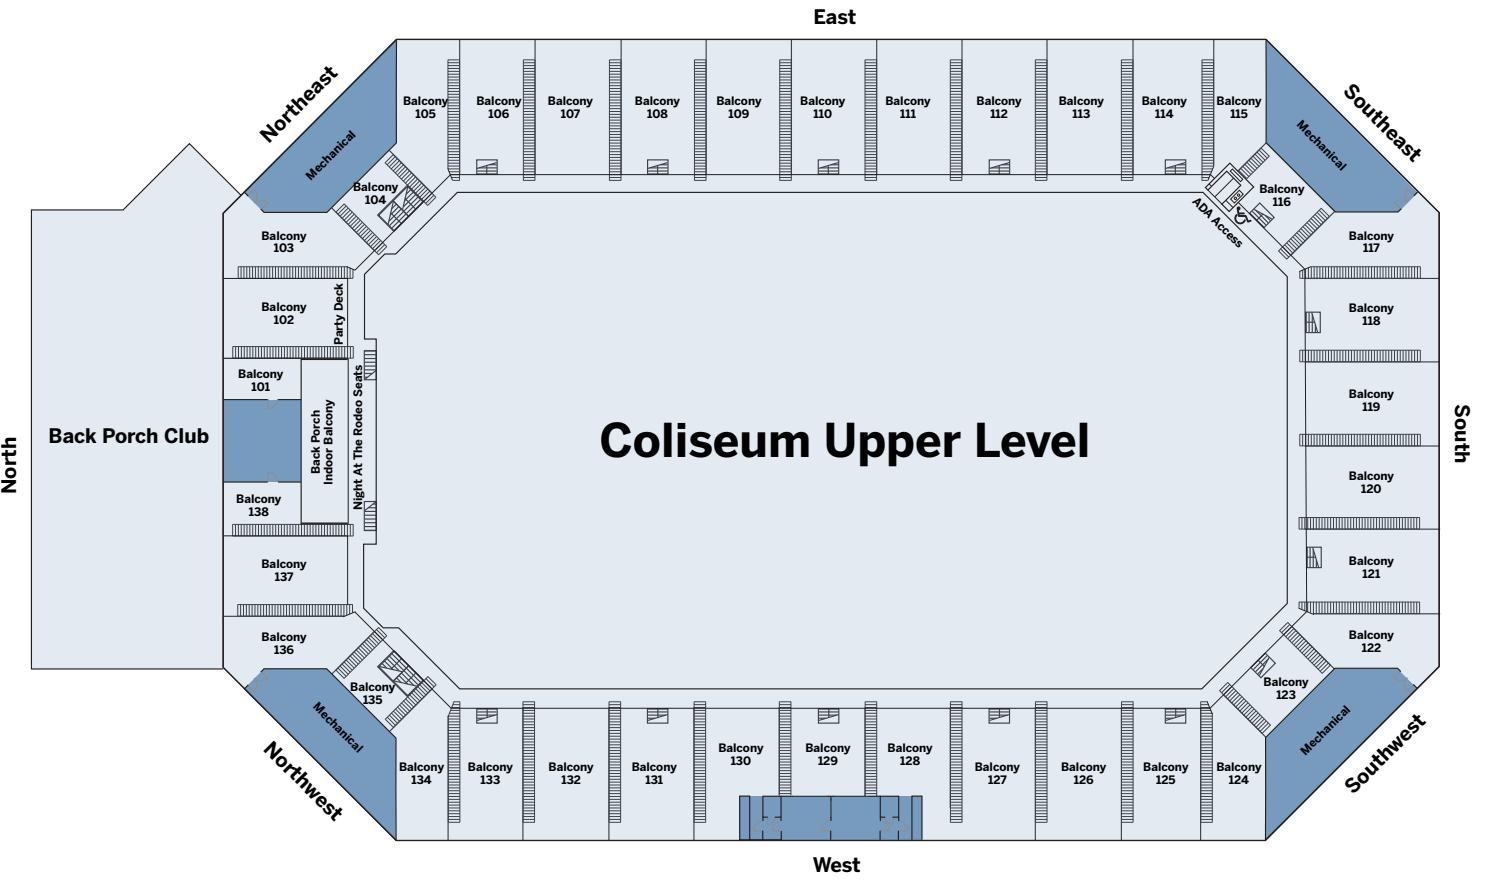 East
Northeast
Southeast
Mechanical
Mechanical
Balcony
105
Balcony
106
Balcony
107
Balcony
108
Balcony
109
Balcony
110
Balcony
111
Balcony
112
Balcony
113
Balcony
114
Balcony
115
Balcony
104
Balcony
116
ADA Access
Balcony
103
Balcony
117
Balcony
102
Party Deck
Balcony
118
Balcony
101
Balcony
119
North
Back Porch Club
Back Porch
Indoor Balcony
Night At The Rodeo Seats
Coliseum Upper Level
South
Balcony
138
Balcony
120
Balcony
137
Balcony
121
Balcony
136
Balcony
122
Balcony
135
Balcony
123
Mechanical
Mechanical
Balcony
134
Balcony
133
Balcony
132
Balcony
131
Balcony
130
Balcony
129
Balcony
128
Balcony
127
Balcony
126
Balcony
125
Balcony
124
Northwest
Southwest
West